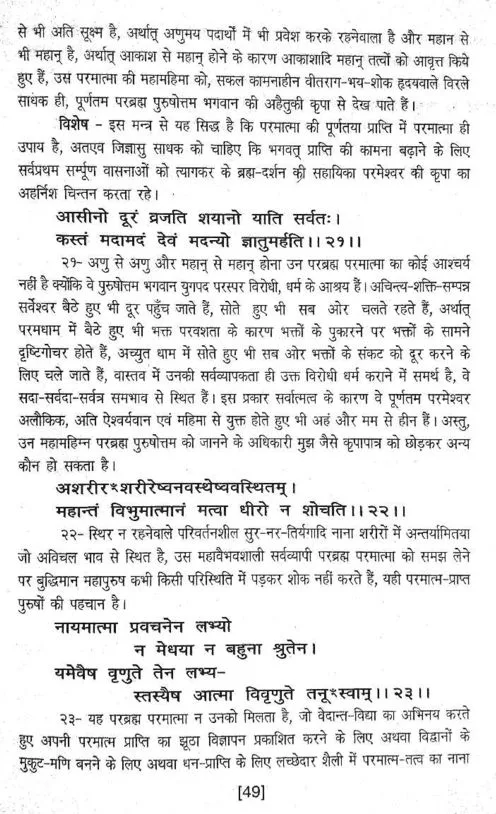 से भी अति सूक्ष्म है, अर्थात् अणुमय पदार्थों में भी प्रवेश करके रहनेवाला है और महान से
भी महान् है, अर्थात् आकाश से महान् होने के कारण आकाशादि महान् तत्वों को आवृत्त किये
हुए हैं, उस परमात्मा की महामहिमा को, सकल कामनाहीन वीतराग-भय-शोक हृदयवाले विरले
साधक ही, पूर्णतम परब्रह्म पुरुषोत्तम भगवान की अहैतुकी कृपा से देख पाते हैं।
विशेष - इस मन्त्र से यह सिद्ध है कि परमात्मा की पूर्णतया प्राप्ति में परमात्मा ही
उपाय है, अतएव जिज्ञासु साधक को चाहिए कि भगवत् प्राप्ति की कामना बढ़ाने के लिए
सर्वप्रथम सर्म्पूण वासनाओं को त्यागकर के ब्रह्म-दर्शन की सहायिका परमेश्वर की कृपा का
अहर्निश चिन्तन करता रहे।
आसीनो दूरं व्रजति शयानो याति सर्वतः।
कस्तं मदामदं देवं मदन्यो ज्ञातुमर्हति।।२१।।
२१- अणु से अणु और महान् से महान् होना उन परब्रह्म परमात्मा का कोई आश्चर्य
नहीं है क्योंकि वे पुरुषोत्तम भगवान युगपद परस्पर विरोधी, धर्म के आश्रय हैं। अचिन्त्य-शक्ति-सम्पन्न
सर्वेश्वर बैठे हुए भी दूर पहुँच जाते हैं, सोते हुए भी सब ओर चलते रहते हैं, अर्थात्
परमधाम में बैठे हुए भी भक्त परवशता के कारण भक्तों के पुकारने पर भक्तों के सामने
दृष्टिगोचर होते हैं, अच्युत धाम में सोते हुए भी सब ओर भक्तों के संकट को दूर करने के
लिए चले जाते हैं, वास्तव में उनकी सर्वव्यापकता ही उक्त विरोधी धर्म कराने में समर्थ है, वे
सदा-सर्वदा-सर्वत्र समभाव से स्थित हैं। इस प्रकार सर्वात्मत्व के कारण वे पूर्णतम परमेश्वर
अलौकिक, अति ऐश्वर्यवान एवं महिमा से युक्त होते हुए भी अहं और मम से हीन हैं। अस्तु,
उन महामहिम्न परब्रह्म पुरुषोत्तम को जानने के अधिकारी मुझ जैसे कृपापात्र को छोड़कर अन्य
कौन हो सकता है।
अशरीरꣳशरीरेष्वनवस्थेष्ववस्थितम्।
महान्तं विभुमात्मानं मत्वा धीरो न शोचति।।२२।।
२२- स्थिर न रहनेवाले परिवर्तनशील सुर-नर-तिर्यगादि नाना शरीरों में अन्तर्यामितया
जो अविचल भाव से स्थित है, उस महावैभवशाली सर्वव्यापी परब्रह्म परमात्मा को समझ लेने
पर बुद्धिमान महापुरुष कभी किसी परिस्थिति में पड़कर शोक नहीं करते हैं, यही परमात्म-प्राप्त
पुरुषों की पहचान है।
नायमात्मा प्रवचनेन लभ्यो
न मेधया न बहुना श्रुतेन।
यमेवैष वृणुते तेन लभ्य-
स्तस्यैष आत्मा विवृणुते तनूꣳस्वाम्।।२३।।
२३- यह परब्रह्म परमात्मा न उनको मिलता है, जो वेदान्त-विद्या का अभिनय करते
हुए अपनी परमात्म प्राप्ति का झूठा विज्ञापन प्रकाशित करने के लिए अथवा विद्वानों के
मुकुट-मणि बनने के लिए अथवा धन-प्राप्ति के लिए लच्छेदार शैली में परमात्म-तत्व का नाना
[49]